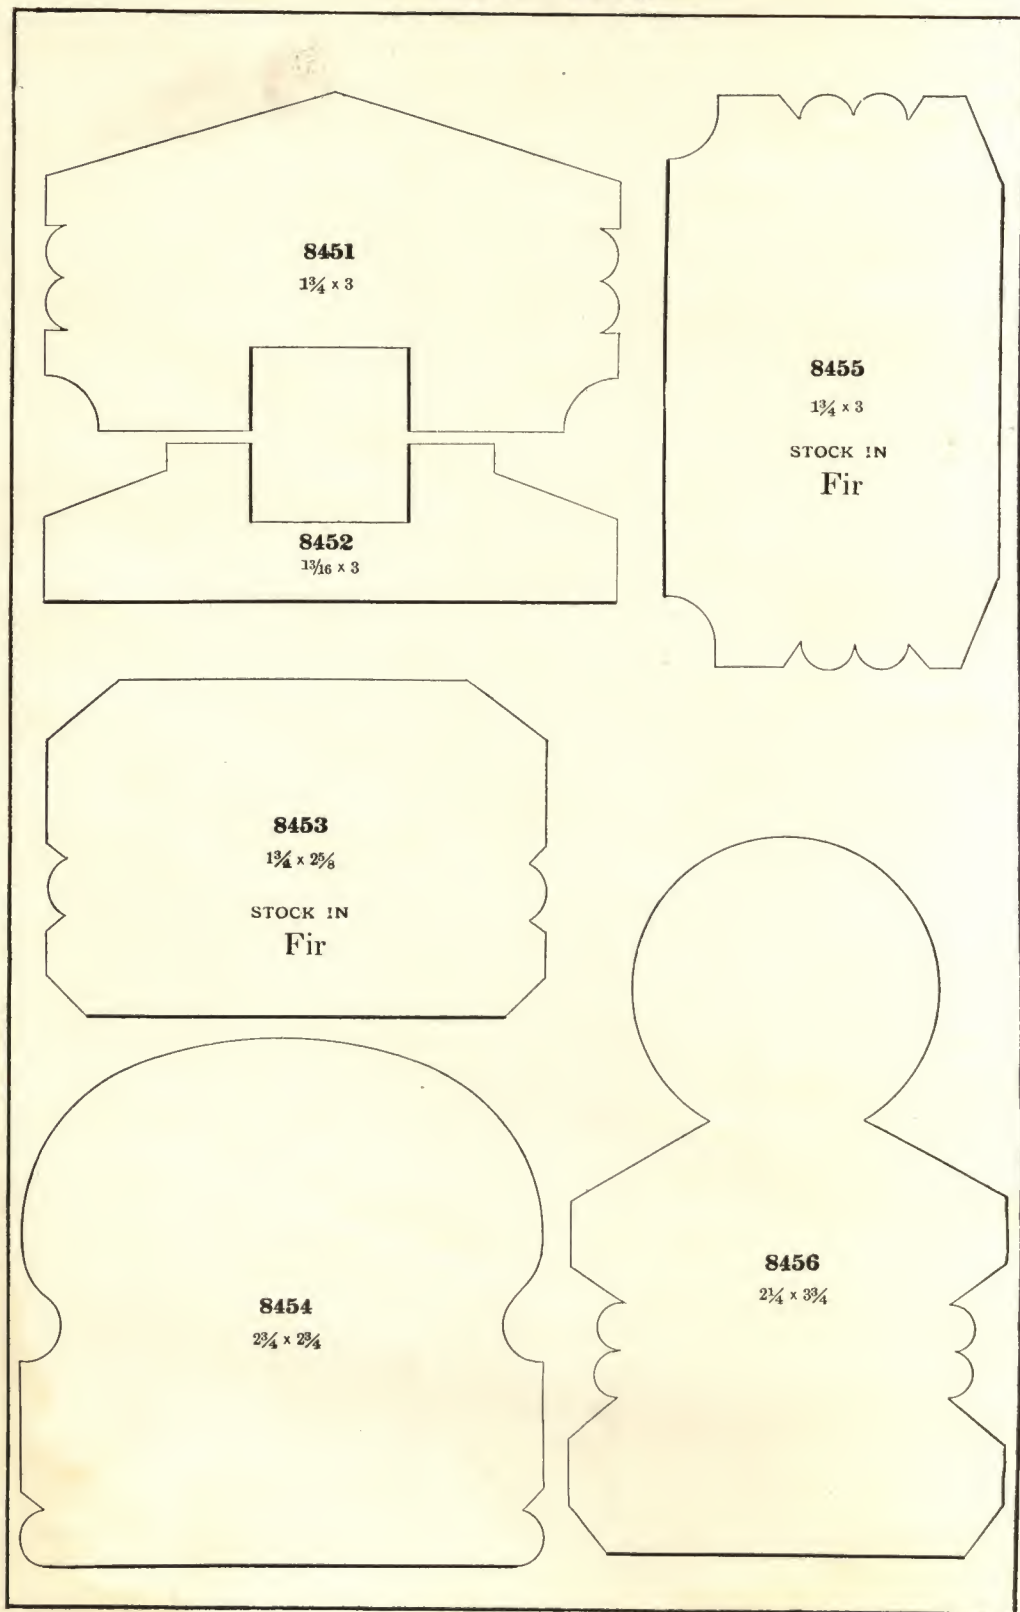 8451
1¾ x 3
8452
13/16 x 3
8455
1¾ x 3
STOCK IN
Fir
8453
1¾ x 2⅝
STOCK IN
Fir
8454
2¾ x 2¾
8456
2¼ x 3¾